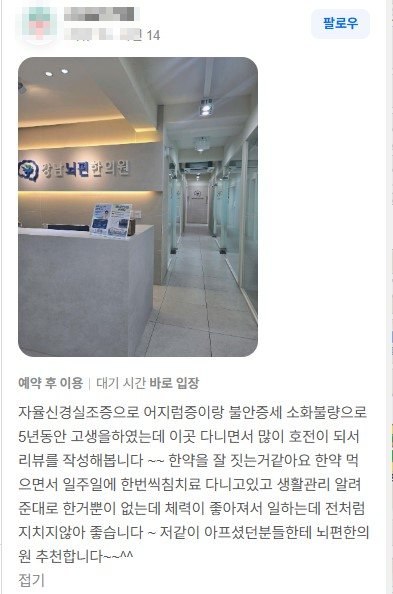 14
팔로우
강남뇌편한의원
예약 후 이용 | 대기 시간 바로 입장
자율신경실조증으로 어지럼증이랑 불안증세 소화불량으로
5년동안 고생을하였는데 이곳 다니면서 많이 호전이 되서
리뷰를 작성해봅니다 ~~ 한약을 잘 짓는거같아요 한약 먹
으면서 일주일에 한번씩침치료 다니고있고 생활관리 알려
준대로 한거뿐이 없는데 체력이 좋아져서 일하는데 전처럼
지치지않아 좋습니다 ~ 저같이 아프셨던분들한테 뇌편한의
원 추천합니다~~^^
접기